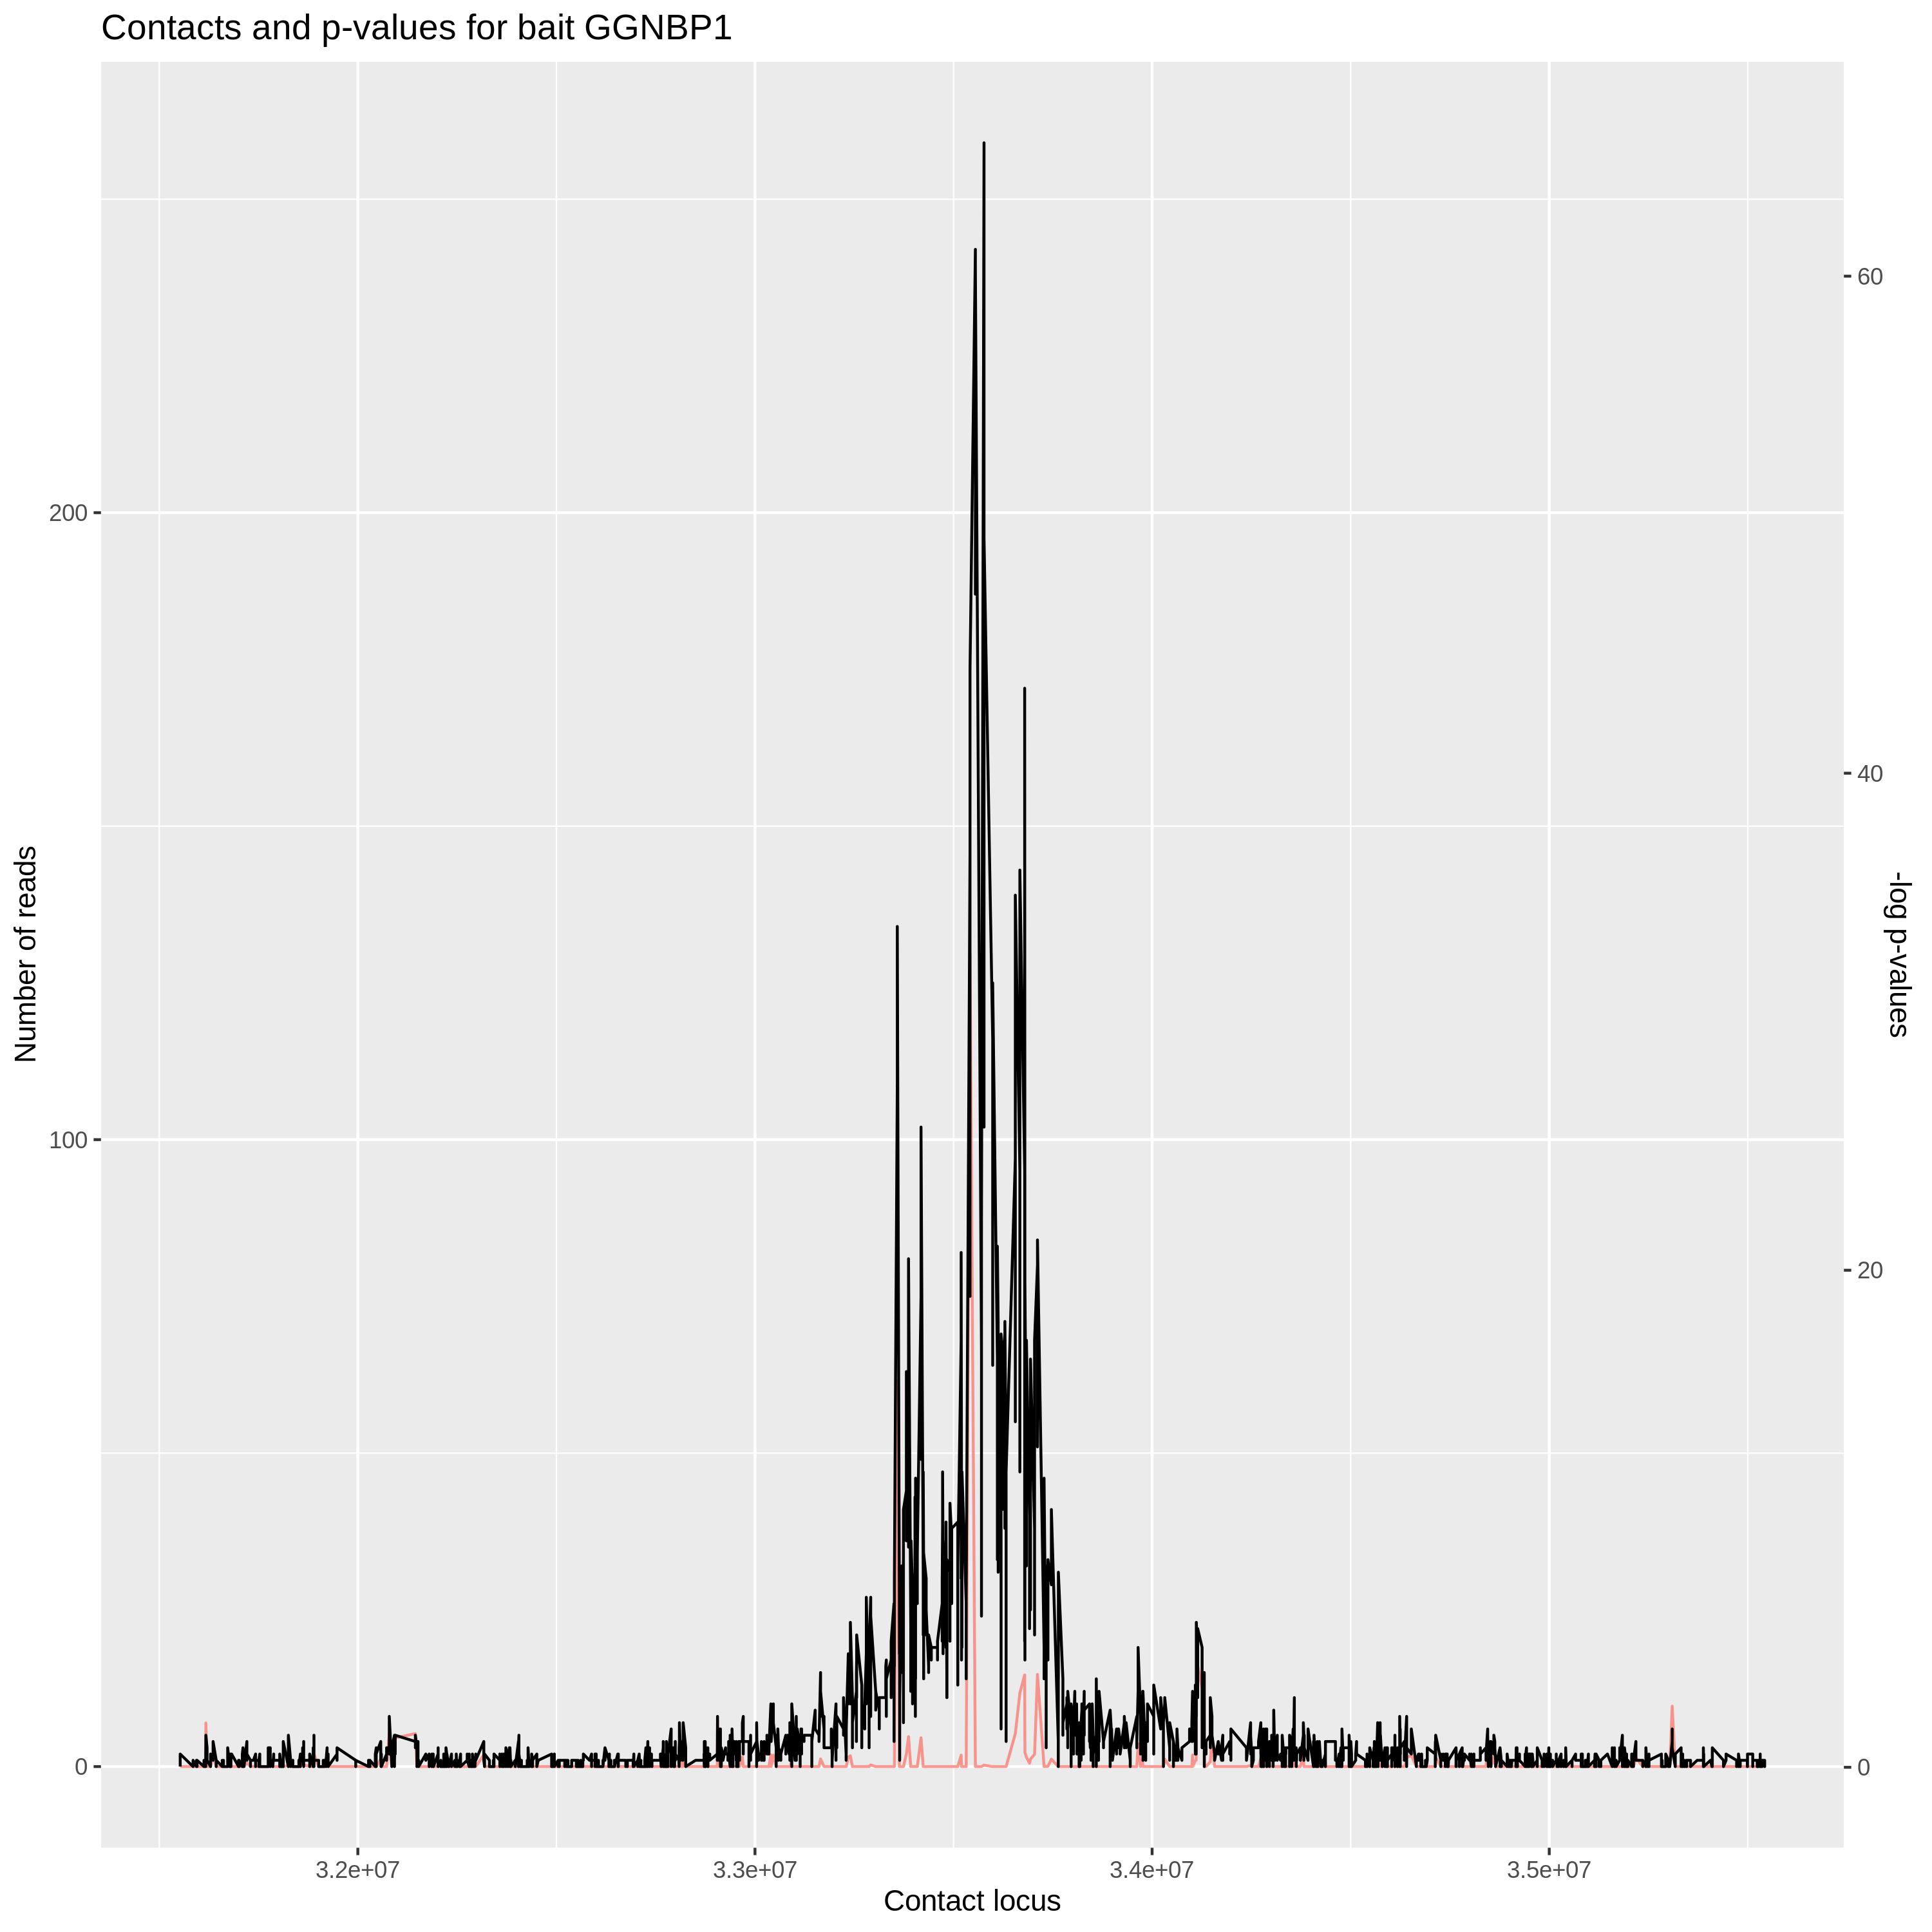 Contacts and p-values for bait GGNBP1
Number of reads
200
100
0
60
40
20
0
-log p-values
3.2e+07
3.3e+07
3.4e+07
3.5e+07
Contact locus